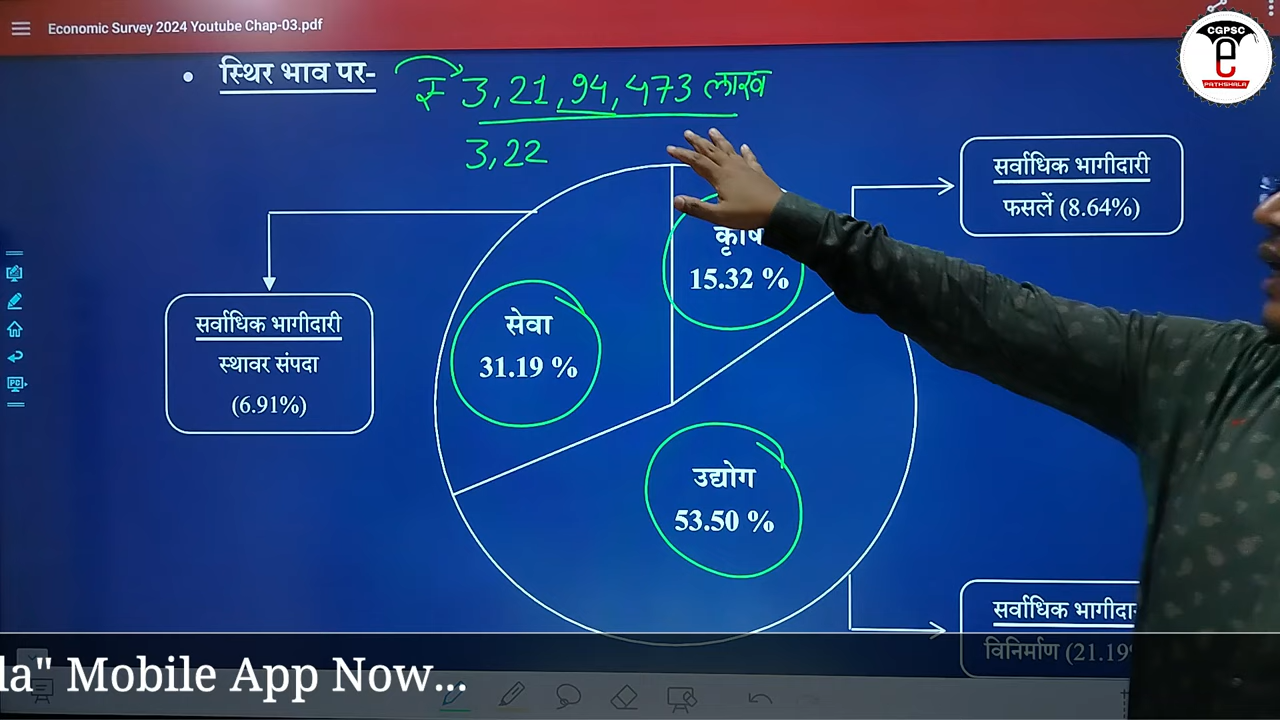 Economic Survey 2024 Youtube Chap-03.pdf
CGPSC
e
PATHSHALA
• स्थिर भाव पर-
₹ 3,21,94,473 लाख
3,22
सर्वाधिक भागीदारी
फसलें (8.64%)
कृषि
15.32 %
सेवा
31.19 %
सर्वाधिक भागीदारी
स्थावर संपदा
(6.91%)
उद्योग
53.50 %
सर्वाधिक
विनिर्माण (21.19%
la" Mobile App Now...